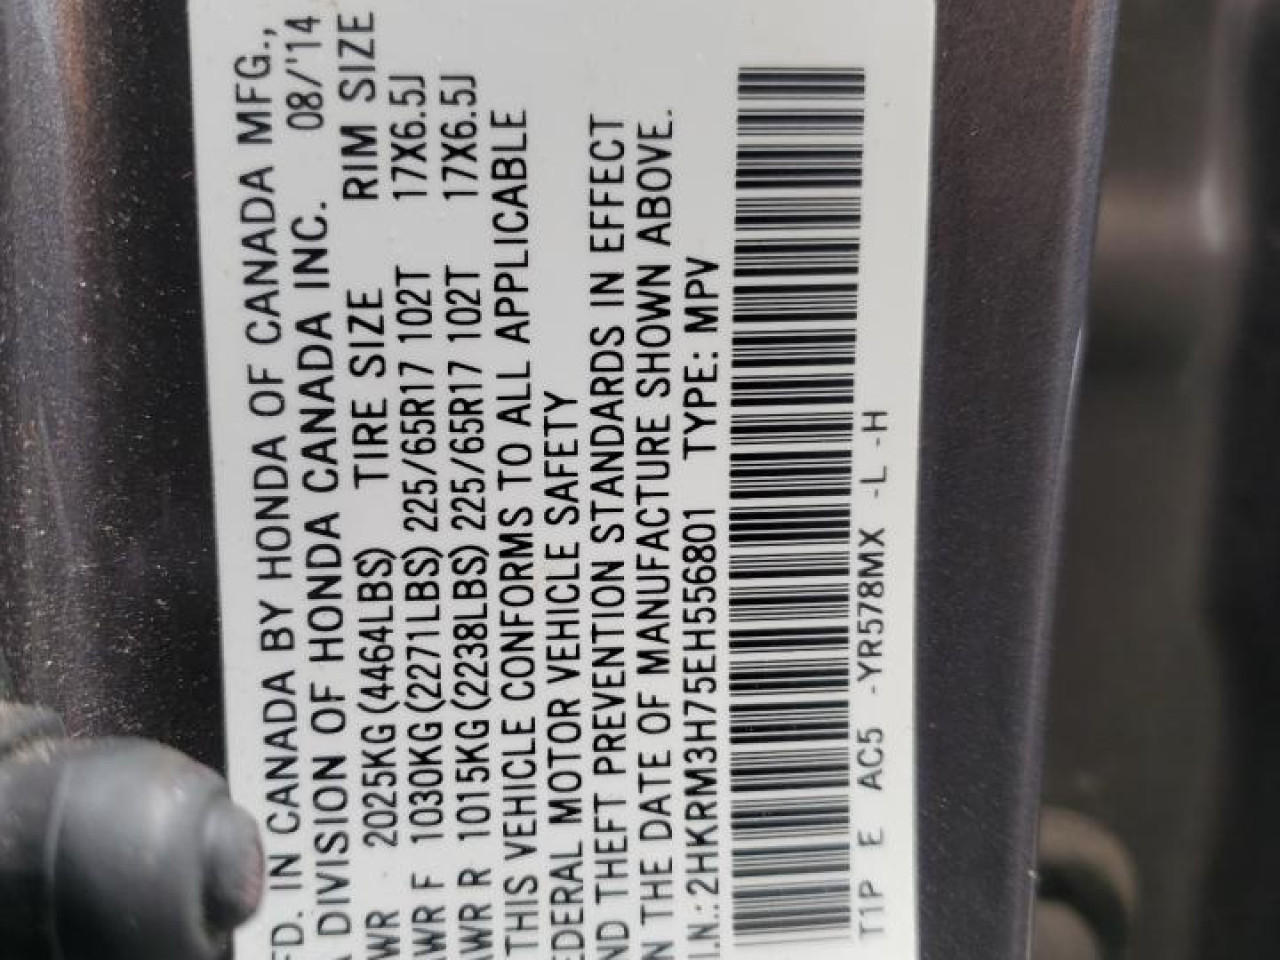 FD. IN CANADA BY HONDA OF CANADA MFG.,
A DIVISION OF HONDA CANADA INC. 08/'14
WR TIRE SIZE RIM SIZE
2025KG (4464LBS)
AWR F 1030KG (2271LBS) 225/65R17 102T 17X6.5J
AWR R 1015KG (2238LBS) 225/65R17 102T 17X6.5J
THIS VEHICLE CONFORMS TO ALL APPLICABLE
EDERAL MOTOR VEHICLE SAFETY
ND THEFT PREVENTION STANDARDS IN EFFECT
N THE DATE OF MANUFACTURE SHOWN ABOVE.
I.N.:2HKRM3H75EH556801 TYPE: MPV
T1P E AC5 -YR578MX -L -H